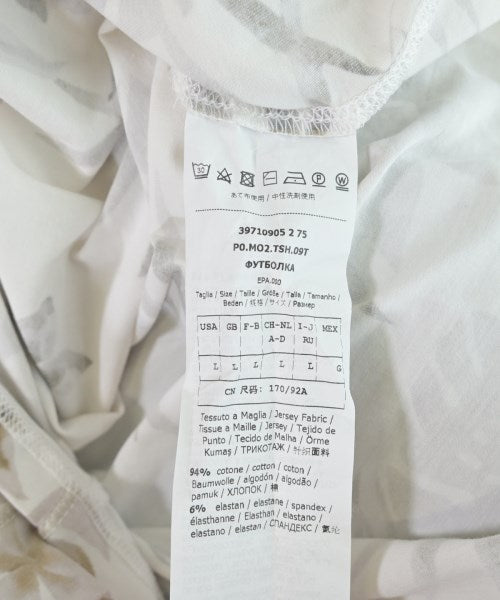 30
P W
あて布使用 / 中性洗剤使用
39710905 2 75
P0.MO2.TSH.09T
ФУТБОЛКА
Taglia / Size / Taille / Größe / Talla / Tamanho /
Beden / 规格 / サイズ / Размер
USA GB F-B CH-NL I-J MEX
A-D RU
L L L L L G
CN 尺码: 170/92A
Tessuto a Maglia / Jersey Fabric /
Tissue a Maille / Jersey / Tejido de
Punto / Tecido de Malha / Örme
Kumaş / ТРИКОТАЖ / 针织面料
94% cotone / cotton / coton /
Baumwolle / algodón / algodão /
pamuk / ХЛОПОК / 棉
6% elastan / elastane / spandex /
élasthanne / Elasthan / elastano /
elastano / elastan / СПАНДЕКС / 氨纶